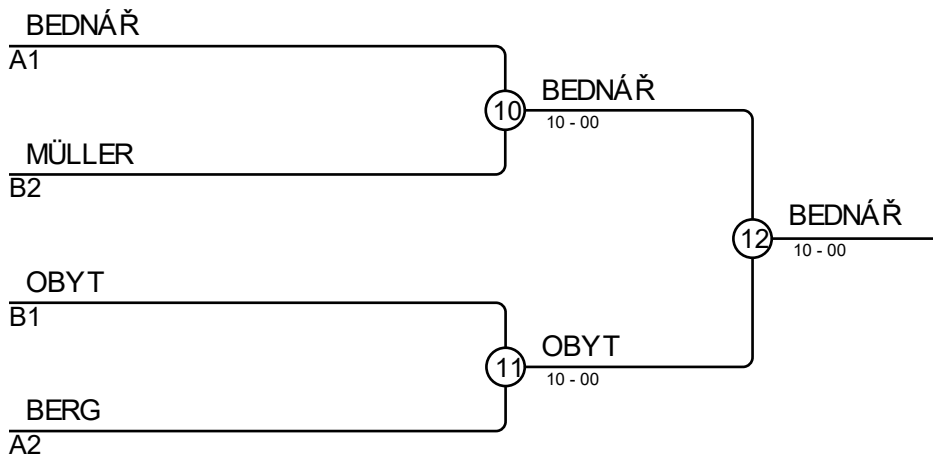 BEDNÁŘ
A1
10
BEDNÁŘ
10 - 00
MÜLLER
B2
12
BEDNÁŘ
10 - 00
OBYT
B1
11
OBYT
10 - 00
BERG
A2